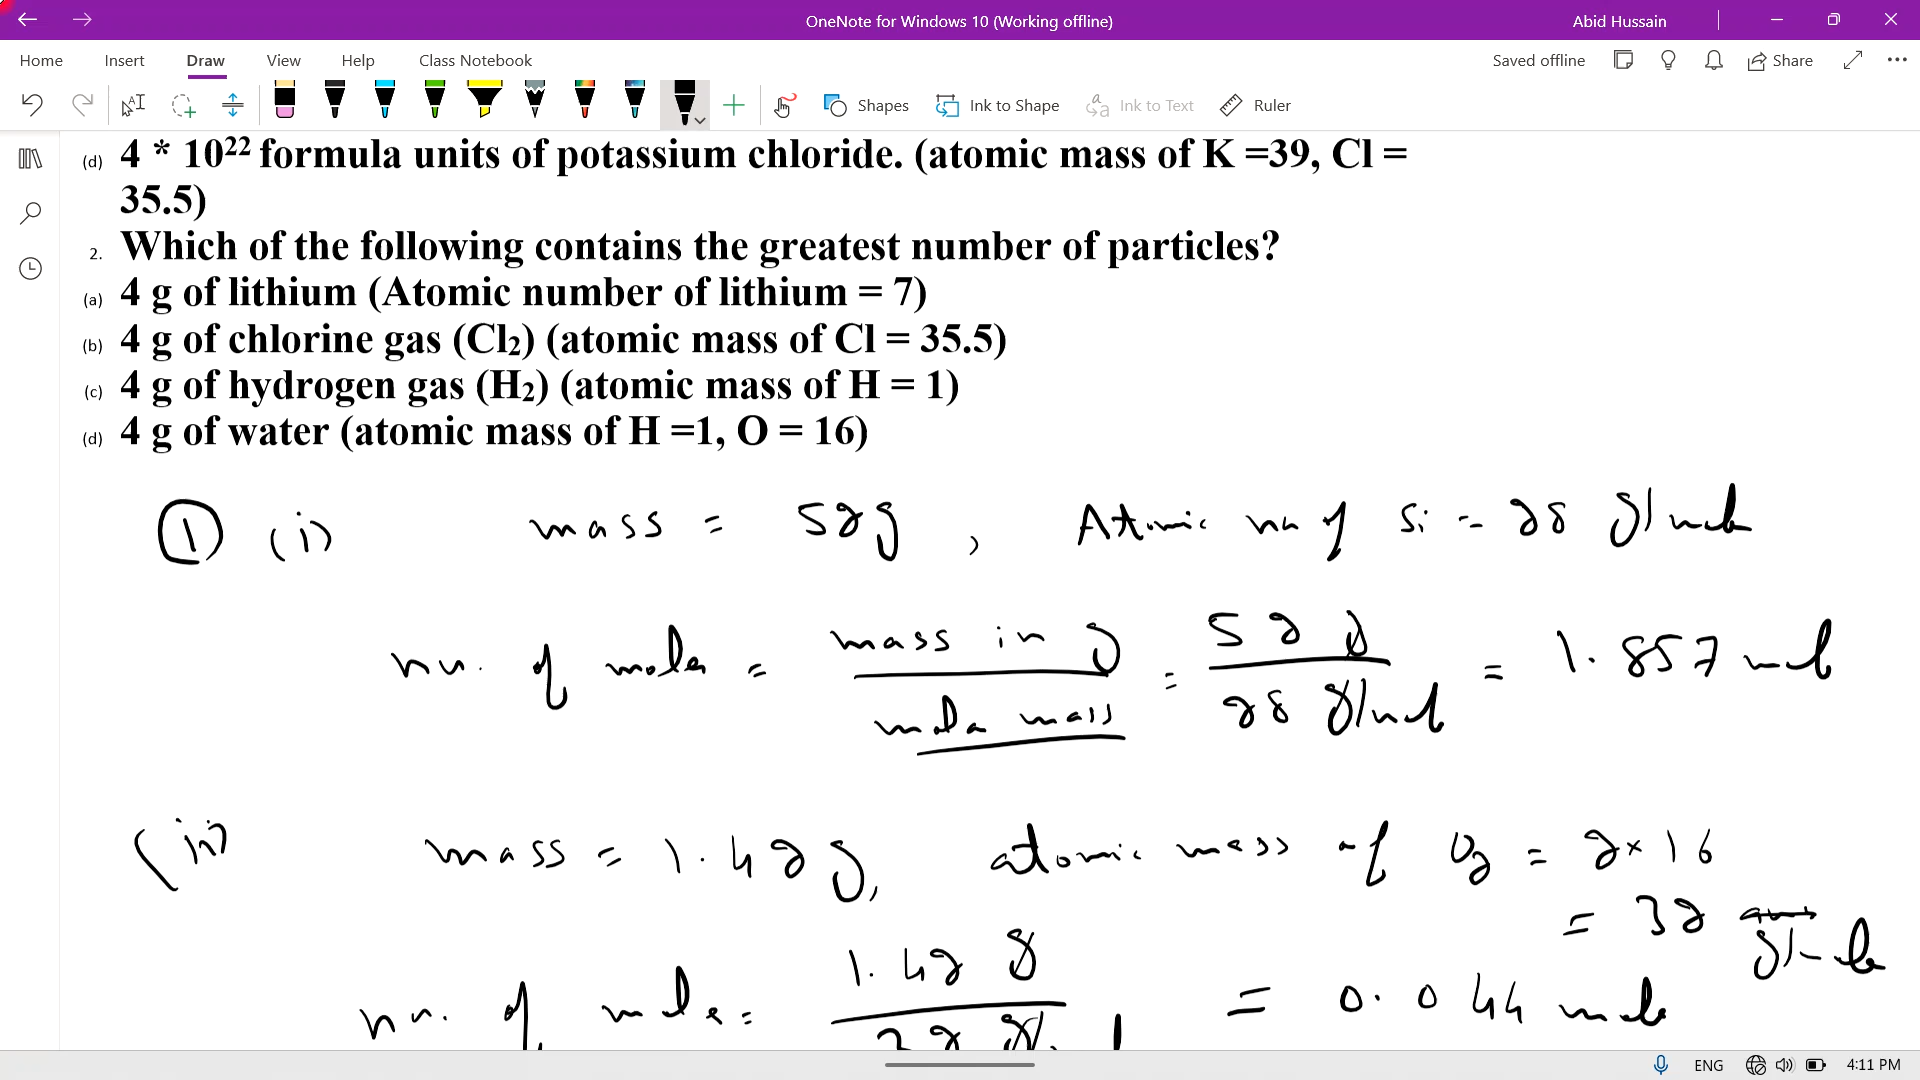 OneNote for Windows 10 (Working offline)
Abid Hussain
Home Insert Draw View Help Class Notebook
Saved offline
Share
Shapes
Ink to Shape
Ink to Text
Ruler
(d) 4 * 10²² formula units of potassium chloride. (atomic mass of K =39, Cl =
35.5)
2. Which of the following contains the greatest number of particles?
(a) 4 g of lithium (Atomic number of lithium = 7)
(b) 4 g of chlorine gas (Cl₂) (atomic mass of Cl = 35.5)
(c) 4 g of hydrogen gas (H₂) (atomic mass of H = 1)
(d) 4 g of water (atomic mass of H =1, O = 16)
① (i) mass = 52g , Atomic of Si = 28 g/mol
no. of moles = mass in g / molar mass = 52 g / 28 g/mol = 1.857 mol
(ii) mass = 1.42 g, atomic mass of O₂ = 2×16
= 32 g/mole
no. of moles = 1.42 g / 32 g/ = 0.044 mole
ENG
4:11 PM